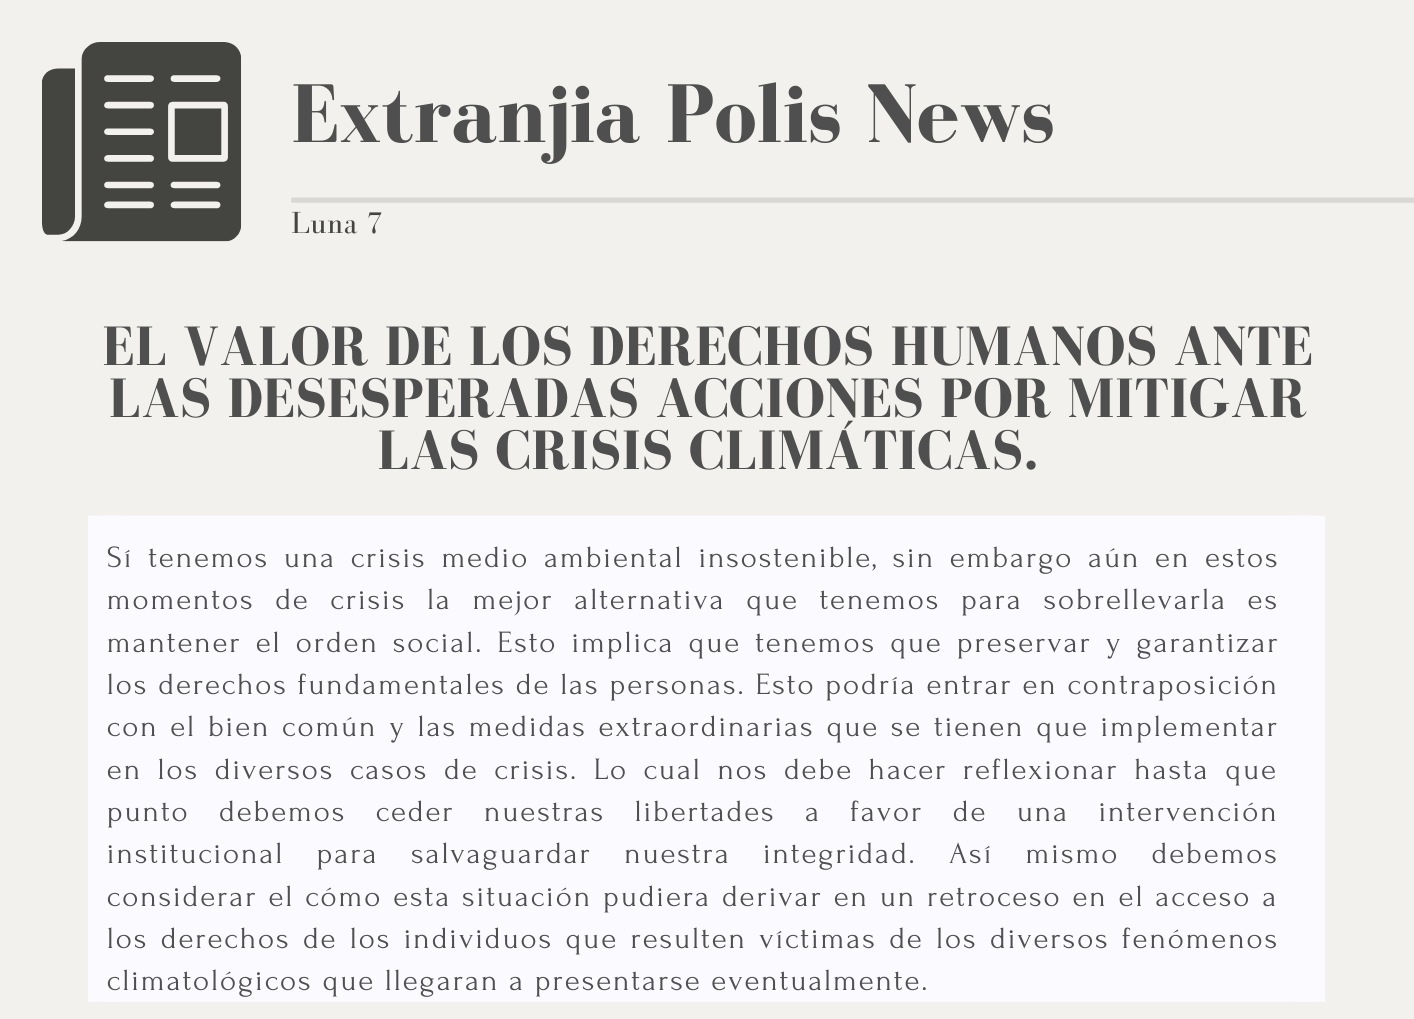 Extranjia Polis News
Luna 7
EL VALOR DE LOS DERECHOS HUMANOS ANTE
LAS DESESPERADAS ACCIONES POR MITIGAR
LAS CRISIS CLIMÁTICAS.
Sí tenemos una crisis medio ambiental insostenible, sin embargo aún en estos
momentos de crisis la mejor alternativa que tenemos para sobrellevarla es
mantener el orden social. Esto implica que tenemos que preservar y garantizar
los derechos fundamentales de las personas. Esto podría entrar en contraposición
con el bien común y las medidas extraordinarias que se tienen que implementar
en los diversos casos de crisis. Lo cual nos debe hacer reflexionar hasta que
punto debemos ceder nuestras libertades a favor de una intervención
institucional para salvaguardar nuestra integridad. Así mismo debemos
considerar el cómo esta situación pudiera derivar en un retroceso en el acceso a
los derechos de los individuos que resulten víctimas de los diversos fenómenos
climatológicos que llegaran a presentarse eventualmente.